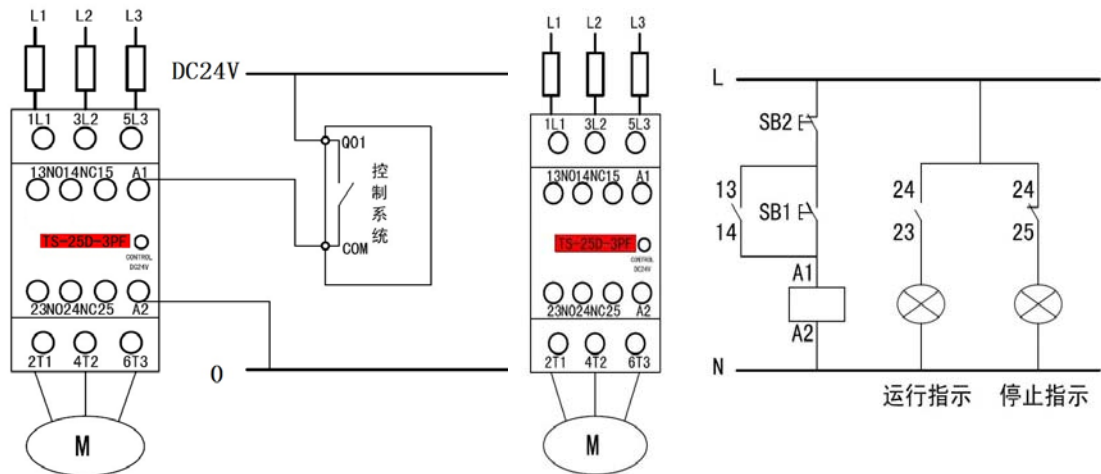 L1 L2 L3
1L1 3L2 5L3
13NO14NC15 A1
TS-25D-3PF
CONTROL
DC24V
23NO24NC25 A2
2T1 4T2 6T3
M
DC24V
Q01
控制系统
COM
0
L1 L2 L3
1L1 3L2 5L3
13NO14NC15 A1
TS-25D-3PF
CONTROL
DC24V
23NO24NC25 A2
2T1 4T2 6T3
M
L
SB2
13
14
SB1
A1
A2
24
23
24
25
N
运行指示 停止指示